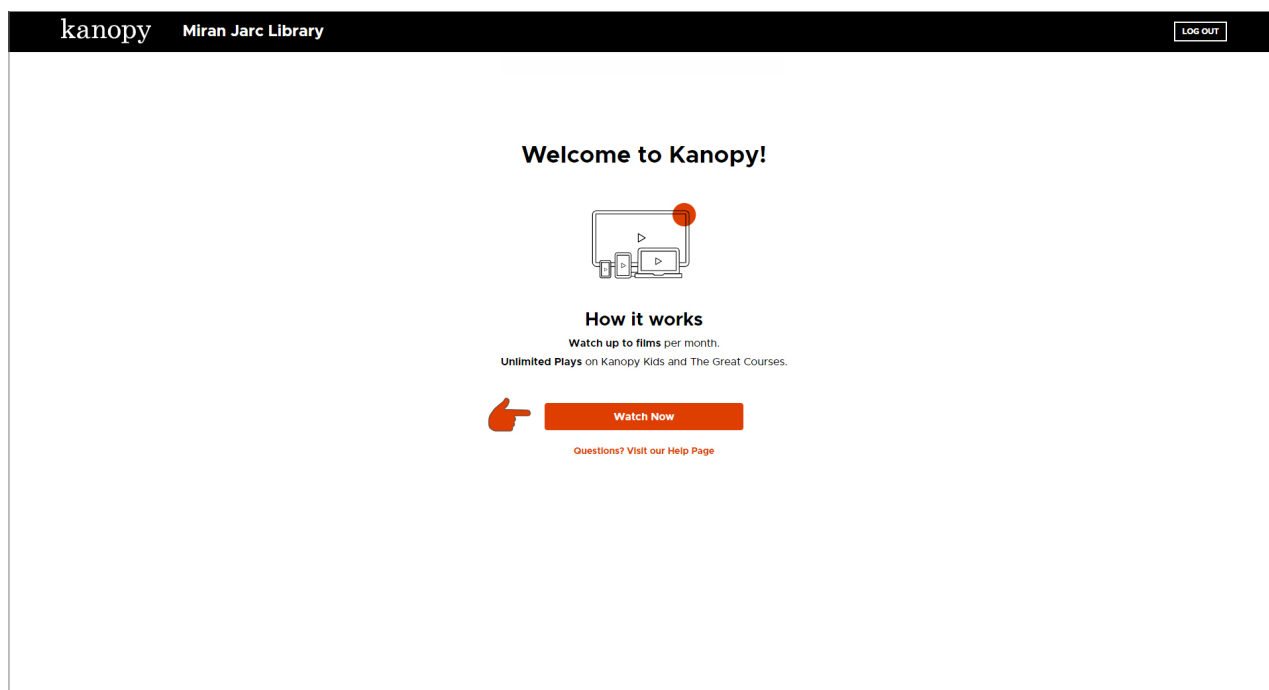 kanopy Miran Jarc Library LOG OUT
Welcome to Kanopy!
How it works
Watch up to films per month.
Unlimited Plays on Kanopy Kids and The Great Courses.
Watch Now
Questions? Visit our Help Page